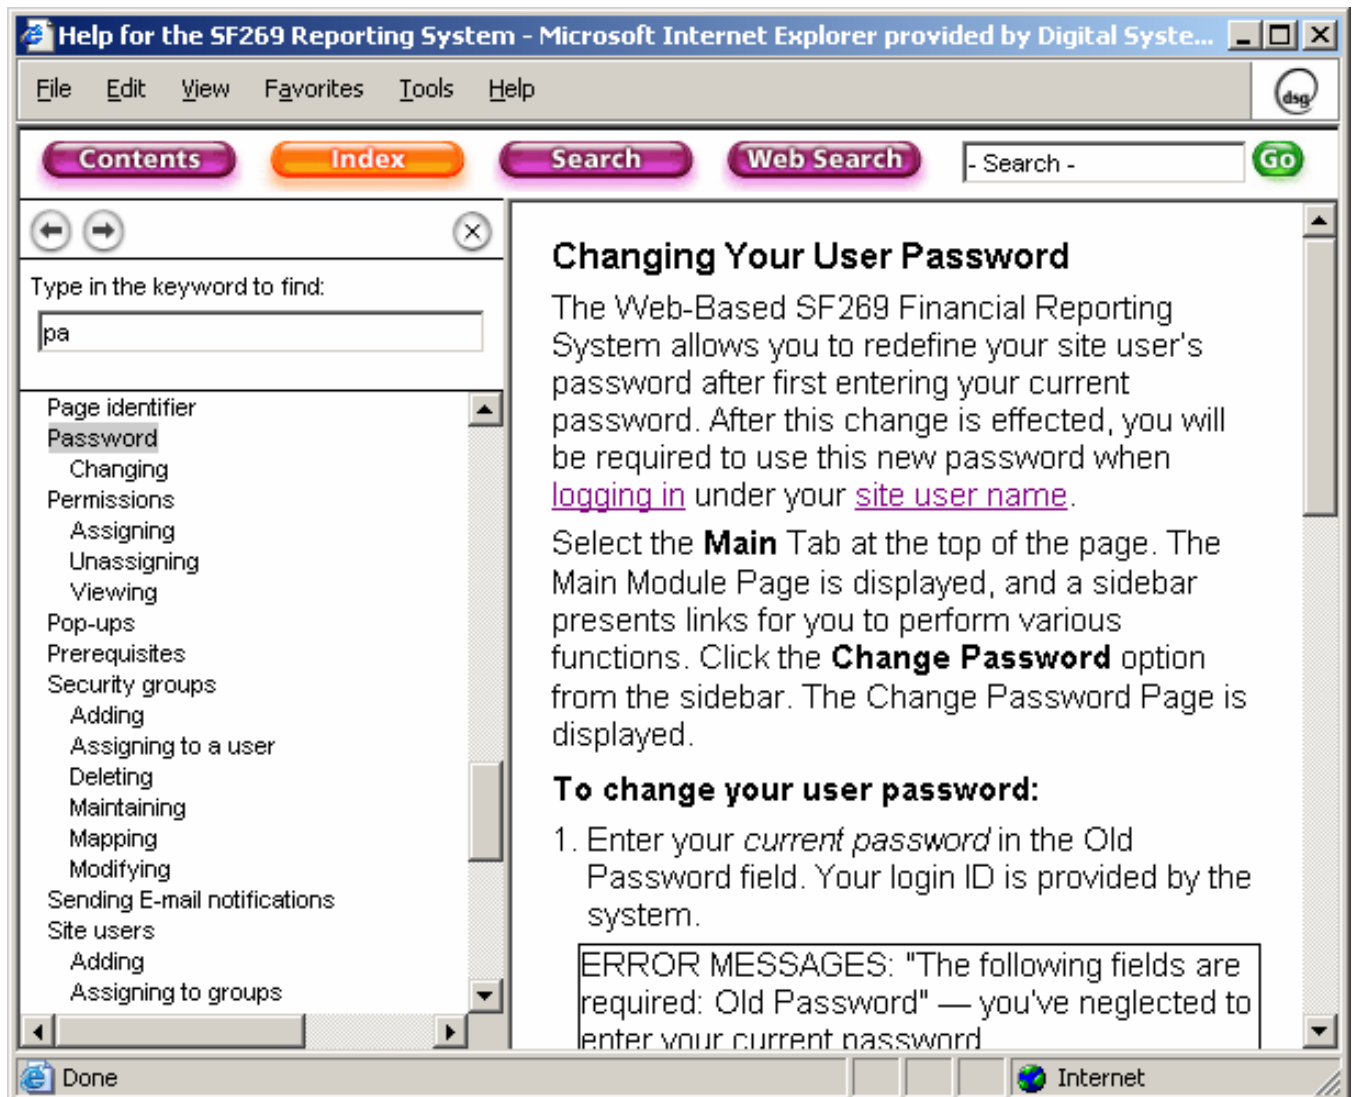 Help for the SF269 Reporting System - Microsoft Internet Explorer provided by Digital Syste...
File Edit View Favorites Tools Help
dsg
Contents Index Search Web Search - Search - Go
Type in the keyword to find:
pa
Page identifier
Password
Changing
Permissions
Assigning
Unassigning
Viewing
Pop-ups
Prerequisites
Security groups
Adding
Assigning to a user
Deleting
Maintaining
Mapping
Modifying
Sending E-mail notifications
Site users
Adding
Assigning to groups
Changing Your User Password
The Web-Based SF269 Financial Reporting
System allows you to redefine your site user's
password after first entering your current
password. After this change is effected, you will
be required to use this new password when
logging in under your site user name.
Select the Main Tab at the top of the page. The
Main Module Page is displayed, and a sidebar
presents links for you to perform various
functions. Click the Change Password option
from the sidebar. The Change Password Page is
displayed.
To change your user password:
1. Enter your current password in the Old
Password field. Your login ID is provided by the
system.
ERROR MESSAGES: "The following fields are
required: Old Password" — you've neglected to
enter your current password
Done
Internet